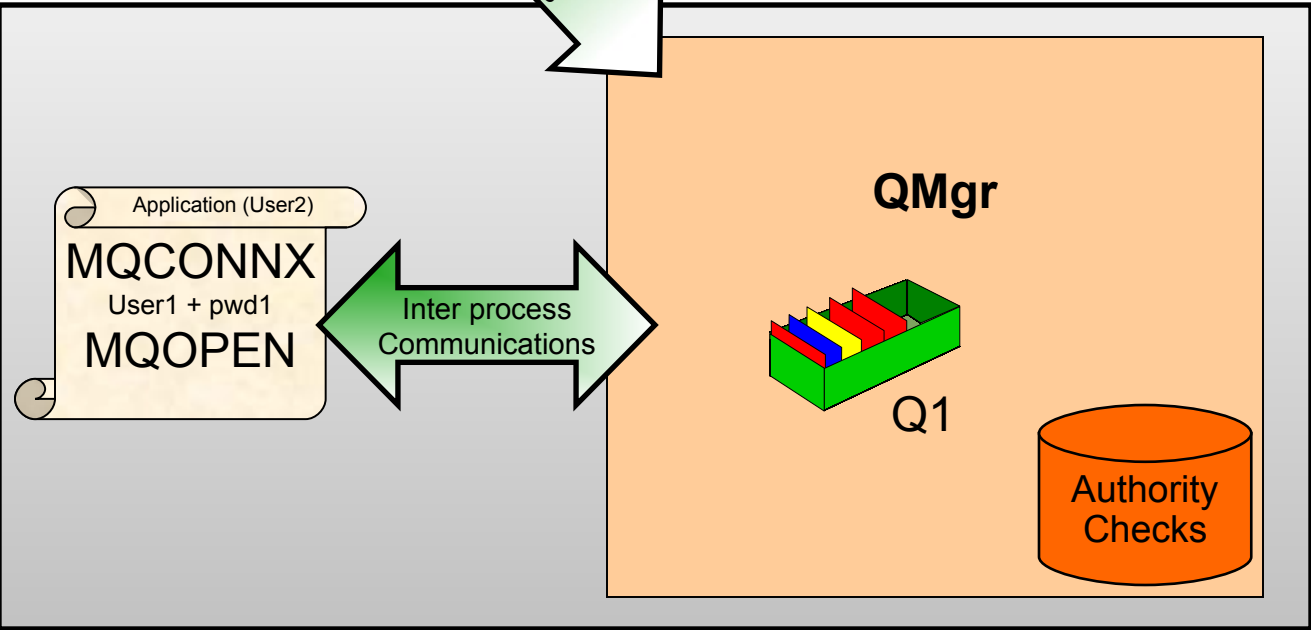 Application (User2)
MQCONNX
User1 + pwd1
MQOPEN
Inter process
Communications
QMgr
Q1
Authority
Checks